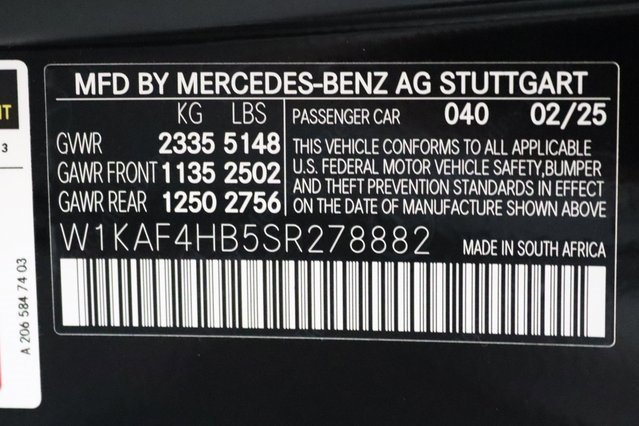 MFD BY MERCEDES-BENZ AG STUTTGART
KG LBS
GVWR 2335 5148
GAWR FRONT 1135 2502
GAWR REAR 1250 2756
PASSENGER CAR 040 02/25
THIS VEHICLE CONFORMS TO ALL APPLICABLE
U.S. FEDERAL MOTOR VEHICLE SAFETY,BUMPER
AND THEFT PREVENTION STANDARDS IN EFFECT
ON THE DATE OF MANUFACTURE SHOWN ABOVE
W1KAF4HB5SR278882
MADE IN SOUTH AFRICA
A 206 584 74 03
3